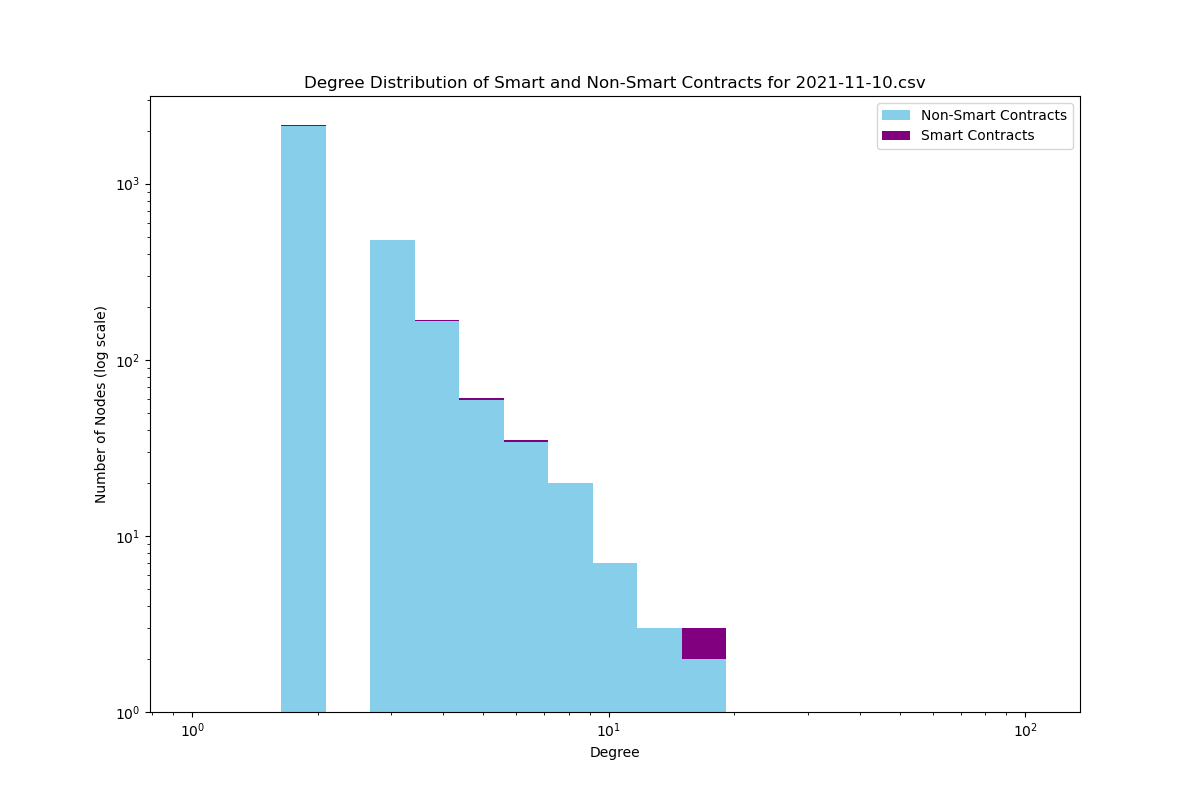 Degree Distribution of Smart and Non-Smart Contracts for 2021-11-10.csv
Non-Smart Contracts
Smart Contracts
Number of Nodes (log scale)
10³
10²
10¹
10⁰
10⁰ 10¹ 10²
Degree